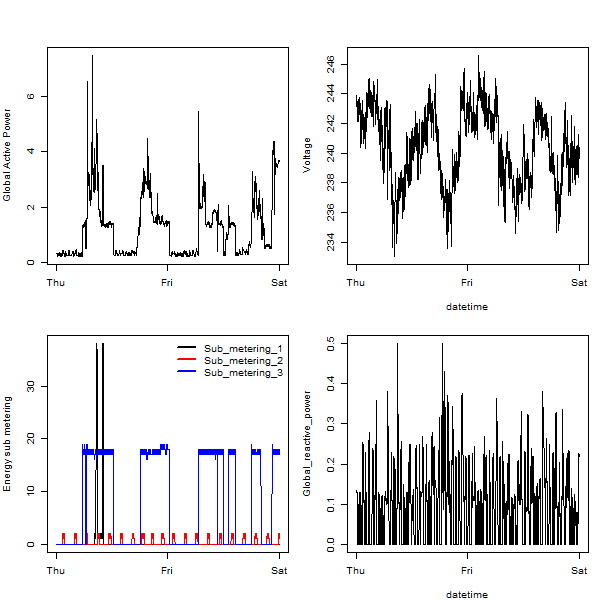 Global Active Power
6
4
2
0
Thu Fri Sat
Voltage
246
244
242
240
238
236
234
Thu Fri Sat
datetime
Energy sub metering
30
20
10
0
Sub_metering_1
Sub_metering_2
Sub_metering_3
Thu Fri Sat
Global_reactive_power
0.5
0.4
0.3
0.2
0.1
0.0
Thu Fri Sat
datetime